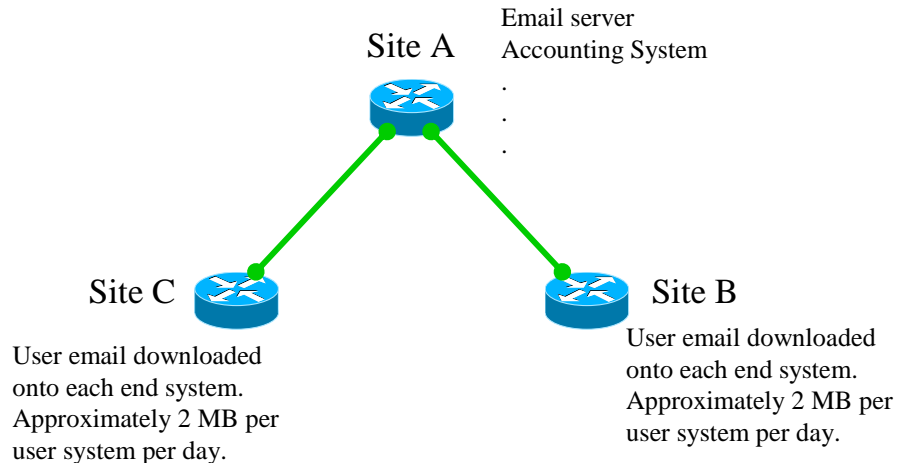 Email server
Accounting System
.
.
.
Site A
Site C
User email downloaded
onto each end system.
Approximately 2 MB per
user system per day.
Site B
User email downloaded
onto each end system.
Approximately 2 MB per
user system per day.